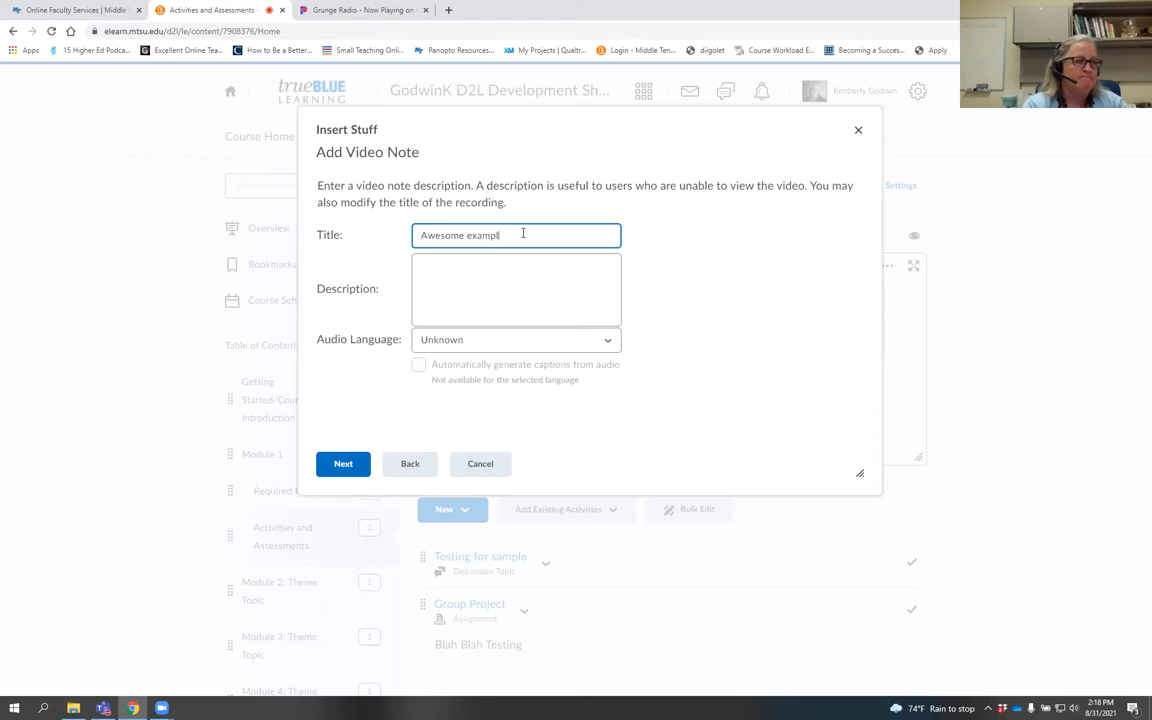 Online Faculty Services | Middle
Activities and Assessments
Grunge Radio - Now Playing on
elearn.mtsu.edu/d2l/le/content/7908376/Home
Apps
15 Higher Ed Podca...
Excellent Online Tea...
How to Be a Better...
Small Teaching Onli...
Panopto Resources...
My Projects | Qualtr...
Login - Middle Ten...
diigolet
Course Workload E...
Becoming a Succes...
Apply
trueBLUE
LEARNING
GodwinK D2L Development Sh...
Kimberly Godwin
Course Home
Settings
Insert Stuff
Add Video Note
Enter a video note description. A description is useful to users who are unable to view the video. You may
also modify the title of the recording.
Title:
Awesome exampl
Description:
Audio Language:
Unknown
Automatically generate captions from audio
Not available for the selected language
Next
Back
Cancel
Overview
Bookmarks
Course Sch
Table of Content
Getting
Started/Cour
Introduction
Module 1
Required
Activities and
Assessments
2
Module 2: Theme
Topic
1
Module 3: Theme
Topic
1
Module 4: Theme
1
New
Add Existing Activities
Bulk Edit
Testing for sample
Discussion Topic
Group Project
Assignment
Blah Blah Testing
74°F Rain to stop
2:18 PM
8/31/2021
3